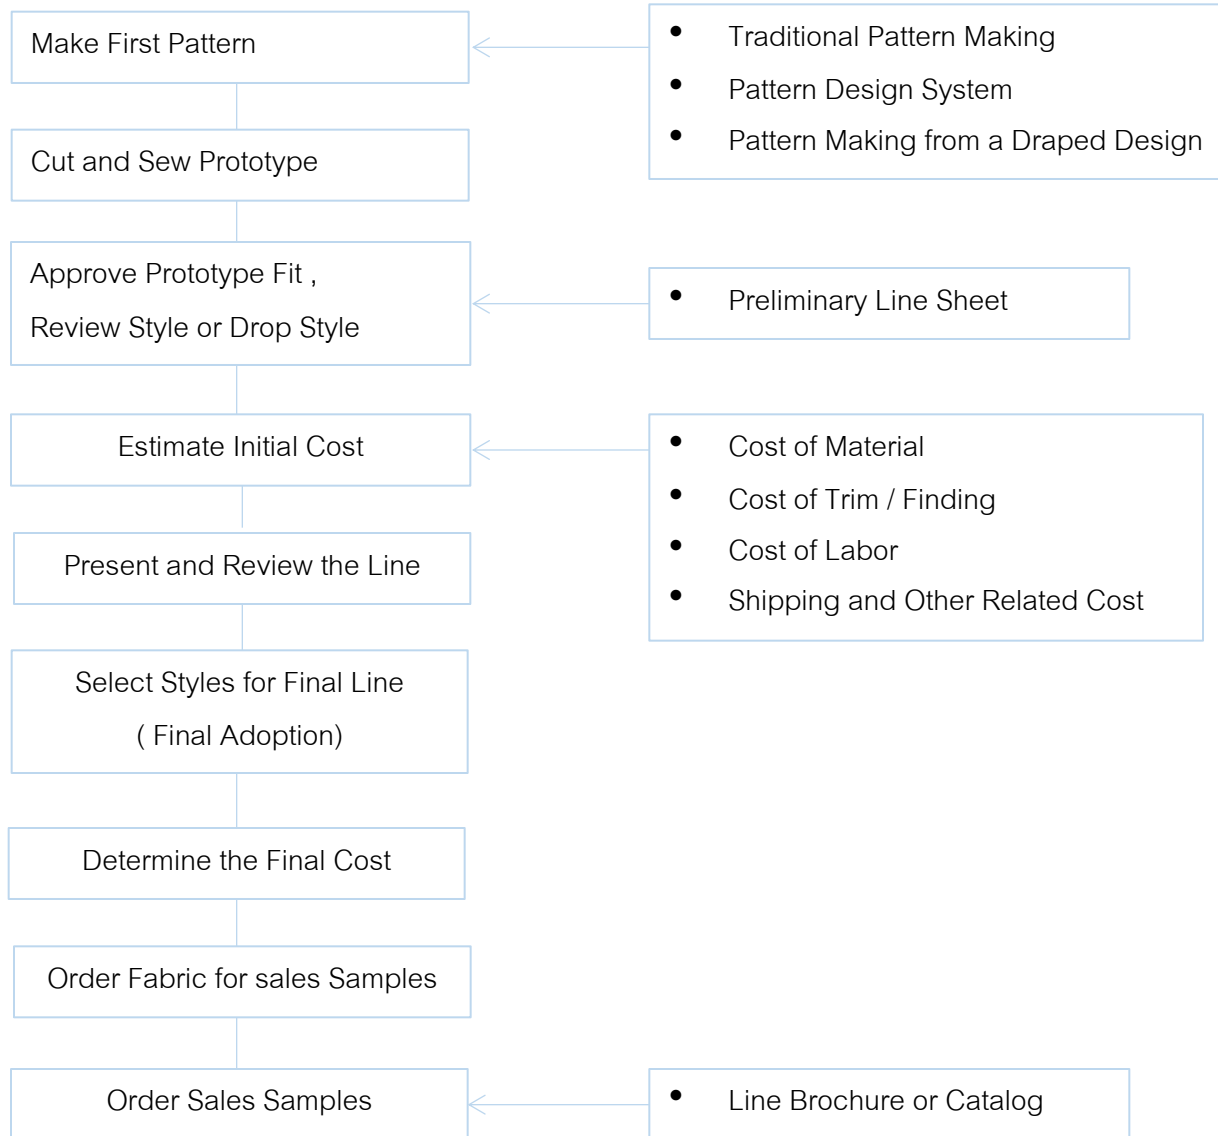 Make First Pattern
• Traditional Pattern Making
• Pattern Design System
• Pattern Making from a Draped Design
Cut and Sew Prototype
Approve Prototype Fit ,
Review Style or Drop Style
• Preliminary Line Sheet
Estimate Initial Cost
• Cost of Material
• Cost of Trim / Finding
• Cost of Labor
• Shipping and Other Related Cost
Present and Review the Line
Select Styles for Final Line
( Final Adoption)
Determine the Final Cost
Order Fabric for sales Samples
Order Sales Samples
• Line Brochure or Catalog